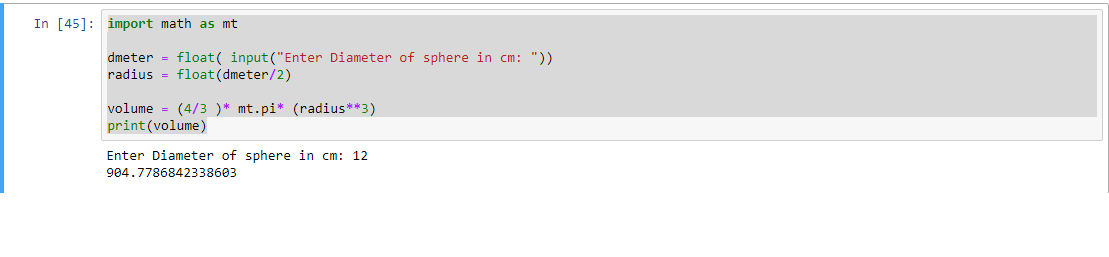 In [45]: import math as mt
dmeter = float( input("Enter Diameter of sphere in cm: "))
radius = float(dmeter/2)
volume = (4/3 )* mt.pi* (radius**3)
print(volume)
Enter Diameter of sphere in cm: 12
904.7786842338603